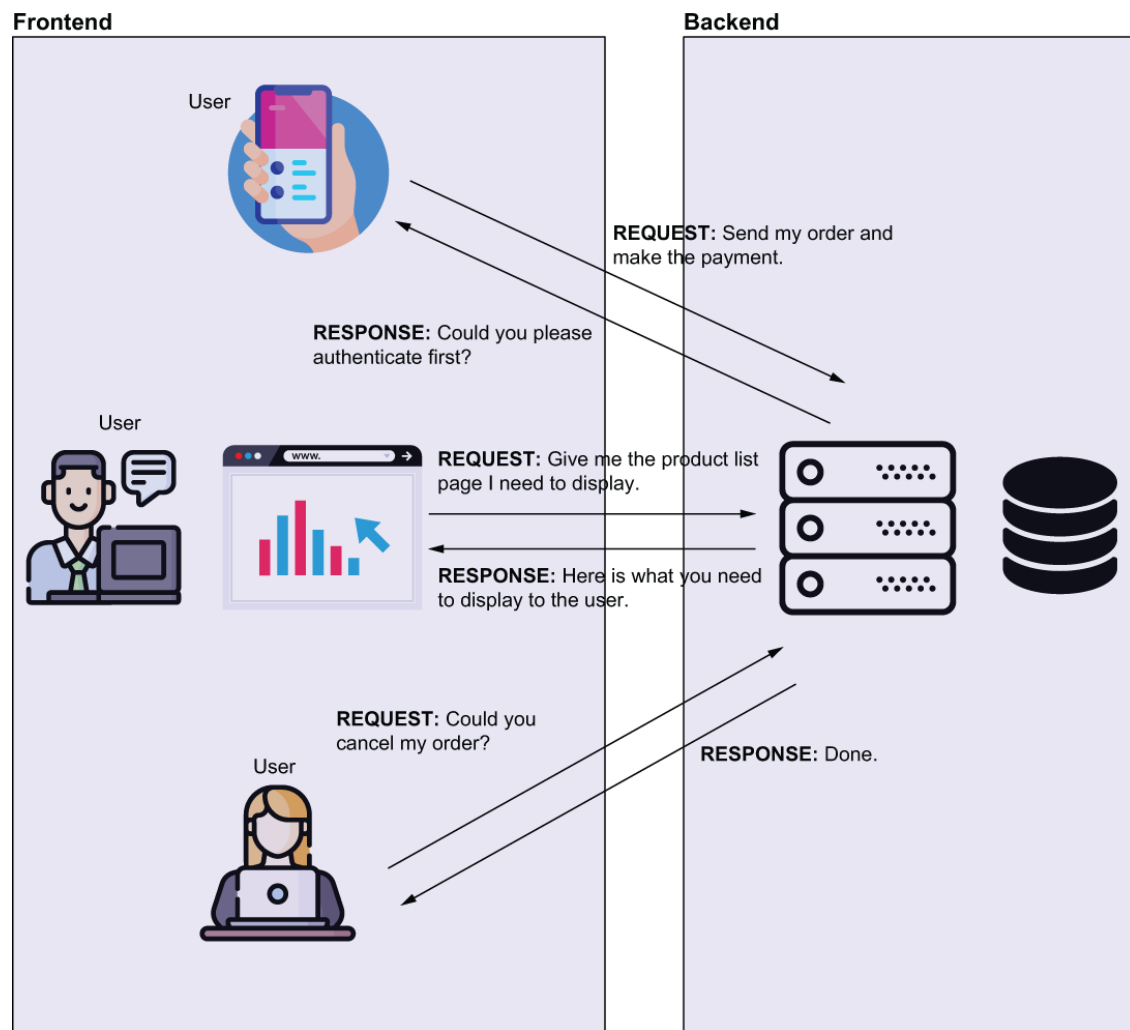 Frontend
Backend
User
REQUEST: Send my order and
make the payment.
RESPONSE: Could you please
authenticate first?
User
www.
REQUEST: Give me the product list
page I need to display.
RESPONSE: Here is what you need
to display to the user.
REQUEST: Could you
cancel my order?
RESPONSE: Done.
User